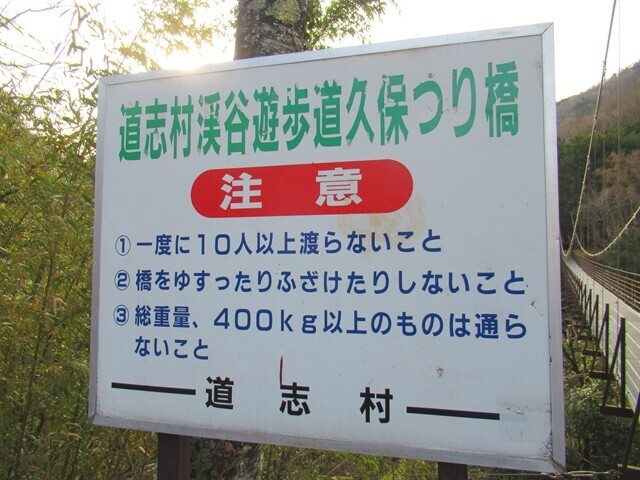 道志村渓谷遊歩道久保つり橋
注意
① 一度に10人以上渡らないこと
② 橋をゆすったりふざけたりしないこと
③ 総重量、400kg以上のものは通ら
ないこと
道志村